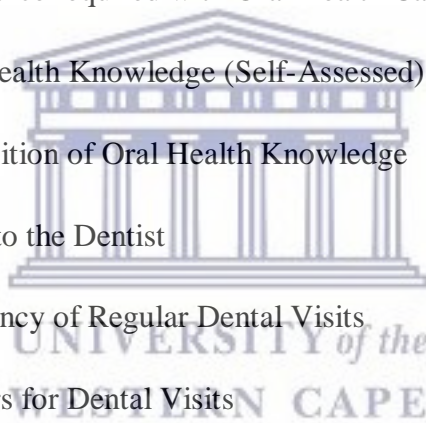 ealth Knowledge (Self-Assessed)
ition of Oral Health Knowledge
to the Dentist
ncy of Regular Dental Visits
UNIVERSITY of the
s for Dental Visits
WESTERN CAPE